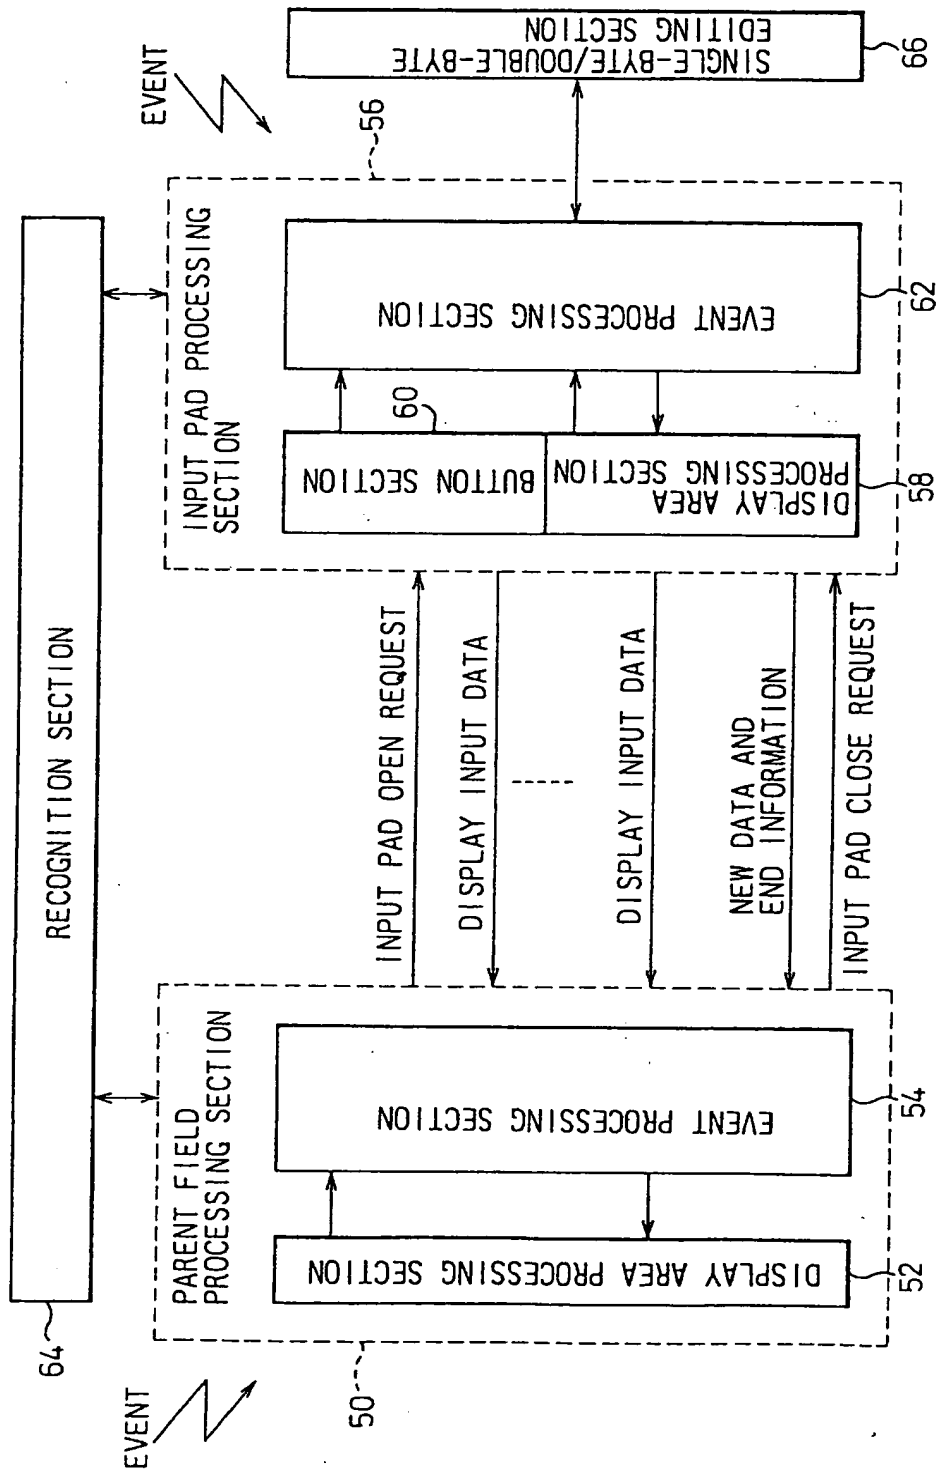 64
RECOGNITION SECTION
EVENT
50
PARENT FIELD
PROCESSING SECTION
DISPLAY AREA PROCESSING SECTION
52
EVENT PROCESSING SECTION
54
INPUT PAD OPEN REQUEST
DISPLAY INPUT DATA
DISPLAY INPUT DATA
NEW DATA AND
END INFORMATION
INPUT PAD CLOSE REQUEST
INPUT PAD PROCESSING
SECTION
56
EVENT
BUTTON SECTION
60
DISPLAY AREA
PROCESSING SECTION
58
EVENT PROCESSING SECTION
62
SINGLE-BYTE/DOUBLE-BYTE
EDITING SECTION
66